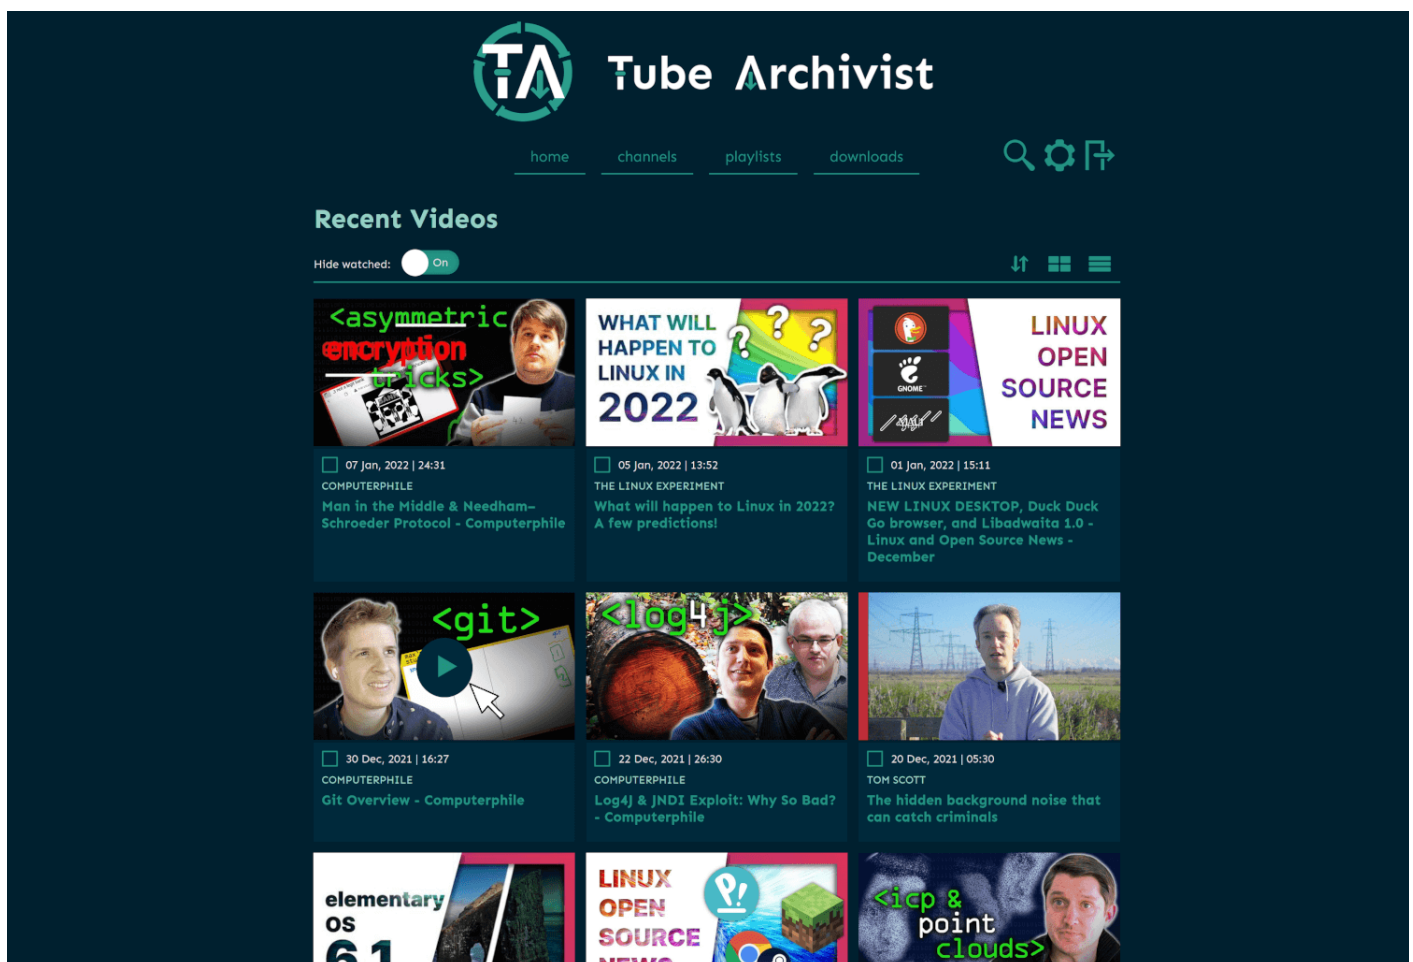 TA
Tube Archivist
home channels playlists downloads
Recent Videos
Hide watched: On
<asymmetric
encryption
tricks>
WHAT WILL
HAPPEN TO
LINUX IN
2022
???
GNOME™
LINUX
OPEN
SOURCE
NEWS
07 Jan, 2022 | 24:31
COMPUTERPHILE
Man in the Middle & Needham–
Schroeder Protocol - Computerphile
05 Jan, 2022 | 13:52
THE LINUX EXPERIMENT
What will happen to Linux in 2022?
A few predictions!
01 Jan, 2022 | 15:11
THE LINUX EXPERIMENT
NEW LINUX DESKTOP, Duck Duck
Go browser, and Libadwaita 1.0 -
Linux and Open Source News -
December
<git>
<log4j>
30 Dec, 2021 | 16:27
COMPUTERPHILE
Git Overview - Computerphile
22 Dec, 2021 | 26:30
COMPUTERPHILE
Log4J & JNDI Exploit: Why So Bad?
- Computerphile
20 Dec, 2021 | 05:30
TOM SCOTT
The hidden background noise that
can catch criminals
elementary
OS
6.1
LINUX
OPEN
SOURCE
NEWS
P!
<icp &
point
clouds>